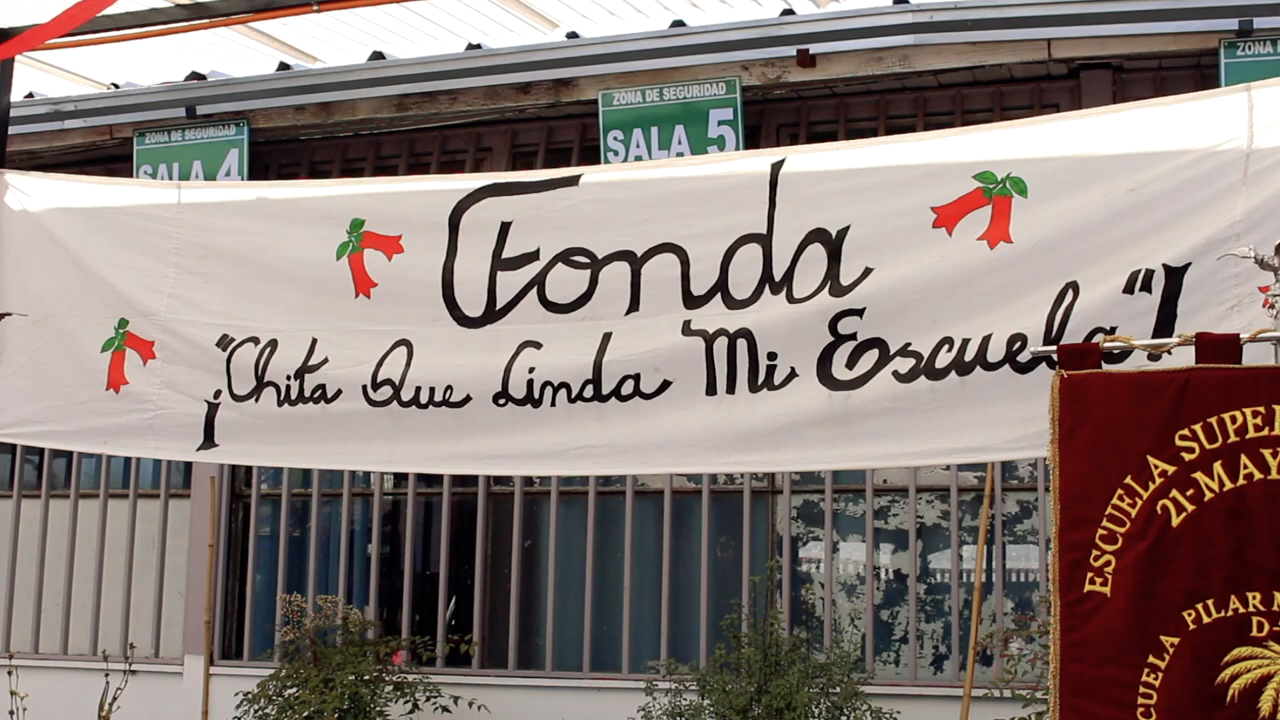 ZONA DE SEGURIDAD
SALA 4
ZONA DE SEGURIDAD
SALA 5
ZONA
Fonda
¡"Chita Que Linda Mi Escuela"!
ESCUELA
21-MAY
ESCUELA PILAR